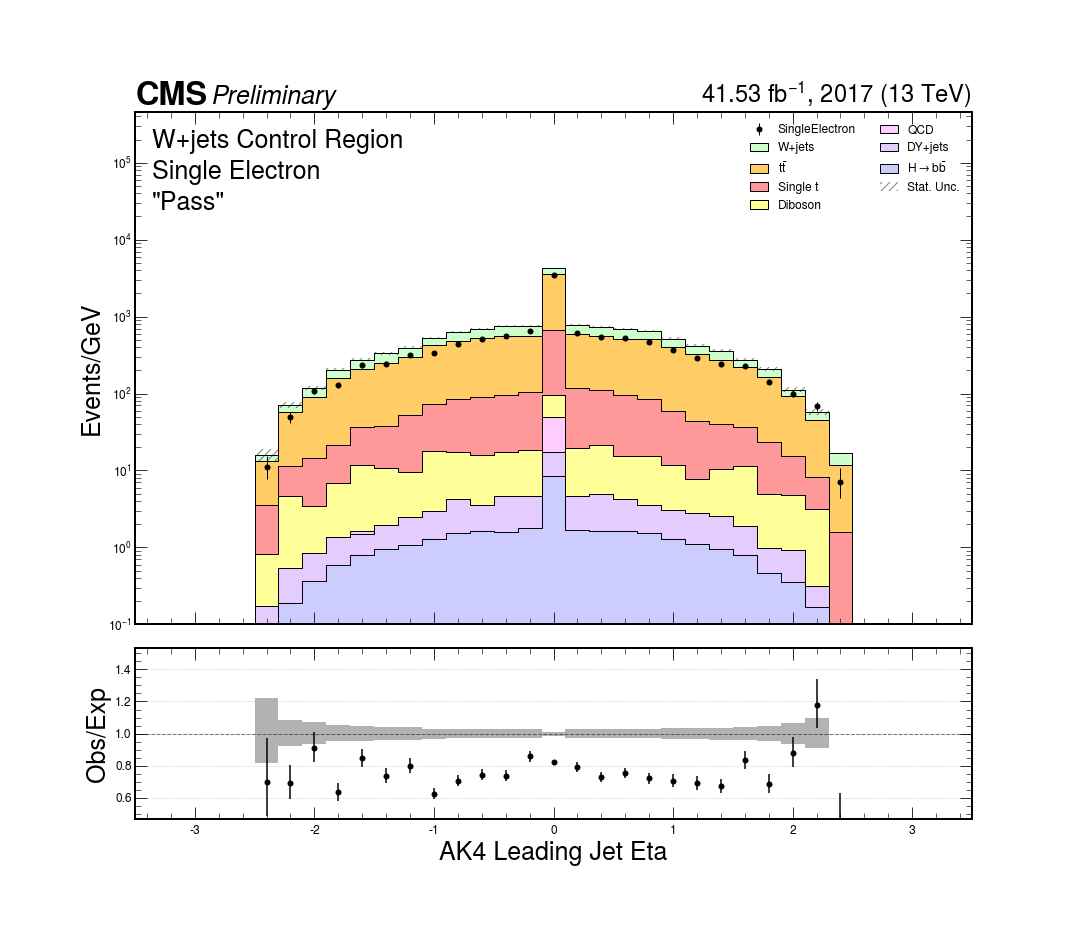 CMS Preliminary
41.53 fb⁻¹, 2017 (13 TeV)
W+jets Control Region
Single Electron
"Pass"
SingleElectron
W+jets
tt̄
Single t
Diboson
QCD
DY+jets
H→bb̄
Stat. Unc.
Events/GeV
10⁵
10⁴
10³
10²
10¹
10⁰
10⁻¹
Obs/Exp
1.4
1.2
1.0
0.8
0.6
-3 -2 -1 0 1 2 3
AK4 Leading Jet Eta